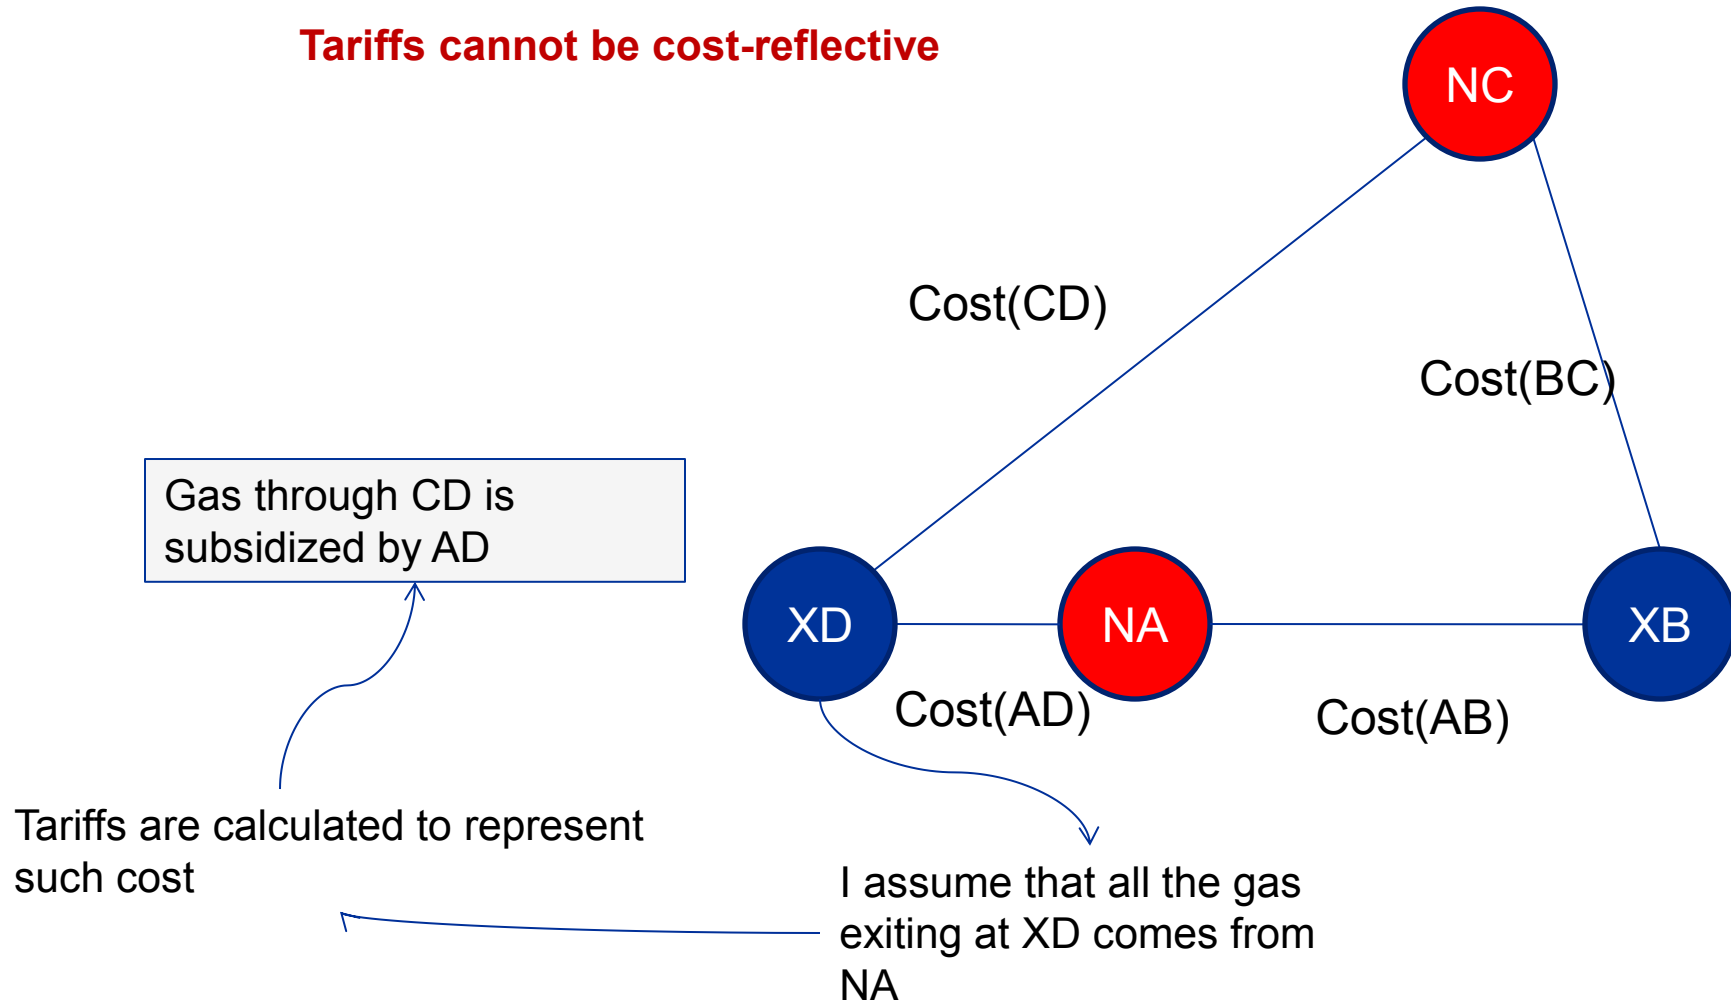 Tariffs cannot be cost-reflective
NC
Cost(CD)
Cost(BC)
Gas through CD is
subsidized by AD
XD
NA
XB
Cost(AD)
Cost(AB)
Tariffs are calculated to represent
such cost
I assume that all the gas
exiting at XD comes from
NA